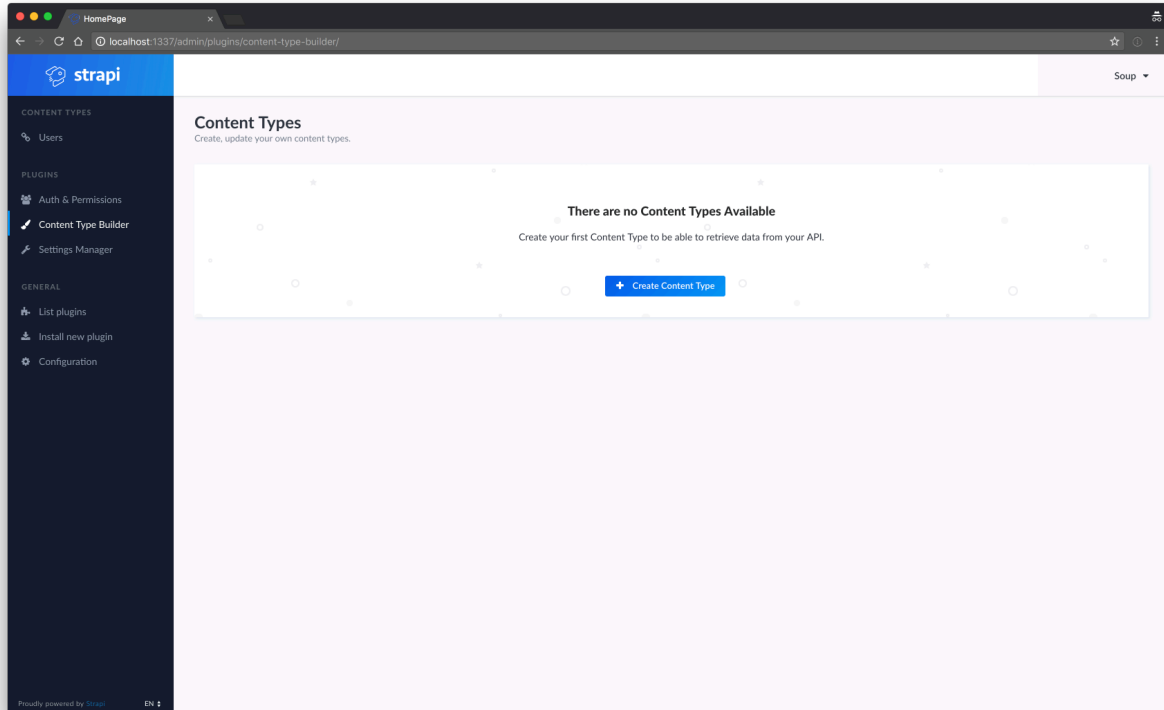 HomePage
localhost:1337/admin/plugins/content-type-builder/
strapi
Soup
CONTENT TYPES
Users
PLUGINS
Auth & Permissions
Content Type Builder
Settings Manager
GENERAL
List plugins
Install new plugin
Configuration
Content Types
Create, update your own content types.
There are no Content Types Available
Create your first Content Type to be able to retrieve data from your API.
+ Create Content Type
Proudly powered by Strapi EN